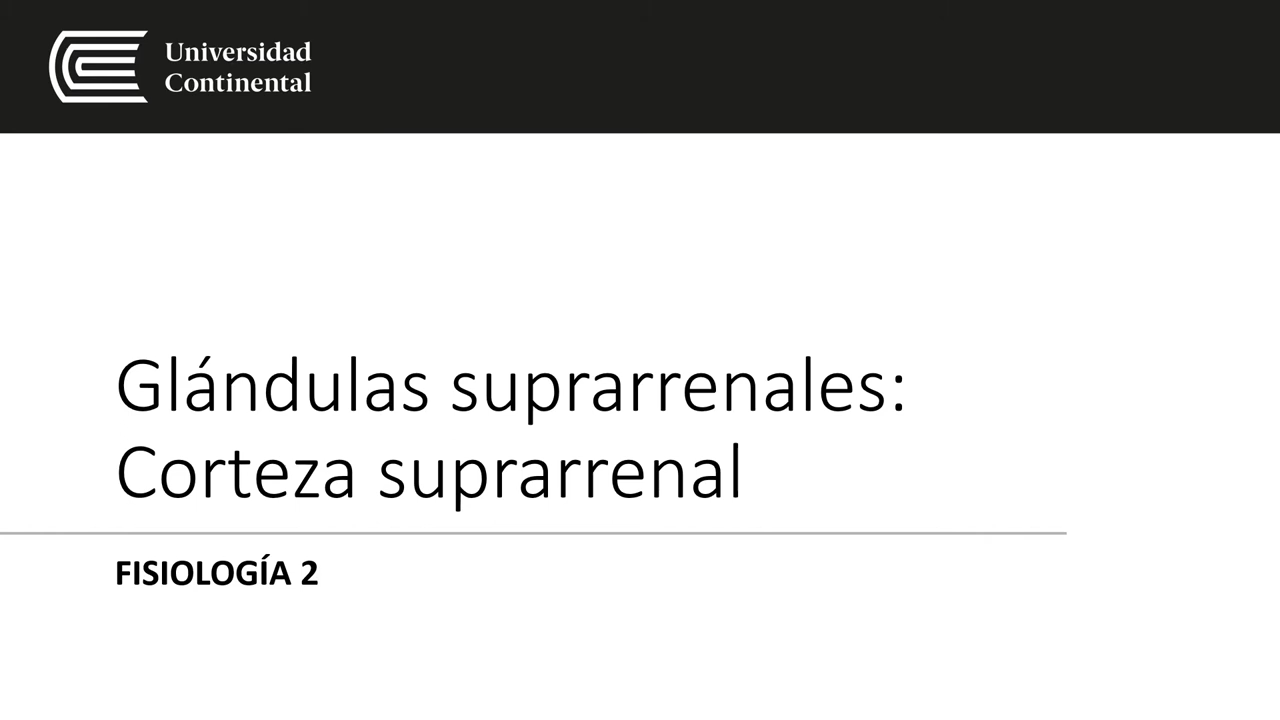 Universidad
Continental
Glándulas suprarrenales:
Corteza suprarrenal
FISIOLOGÍA 2